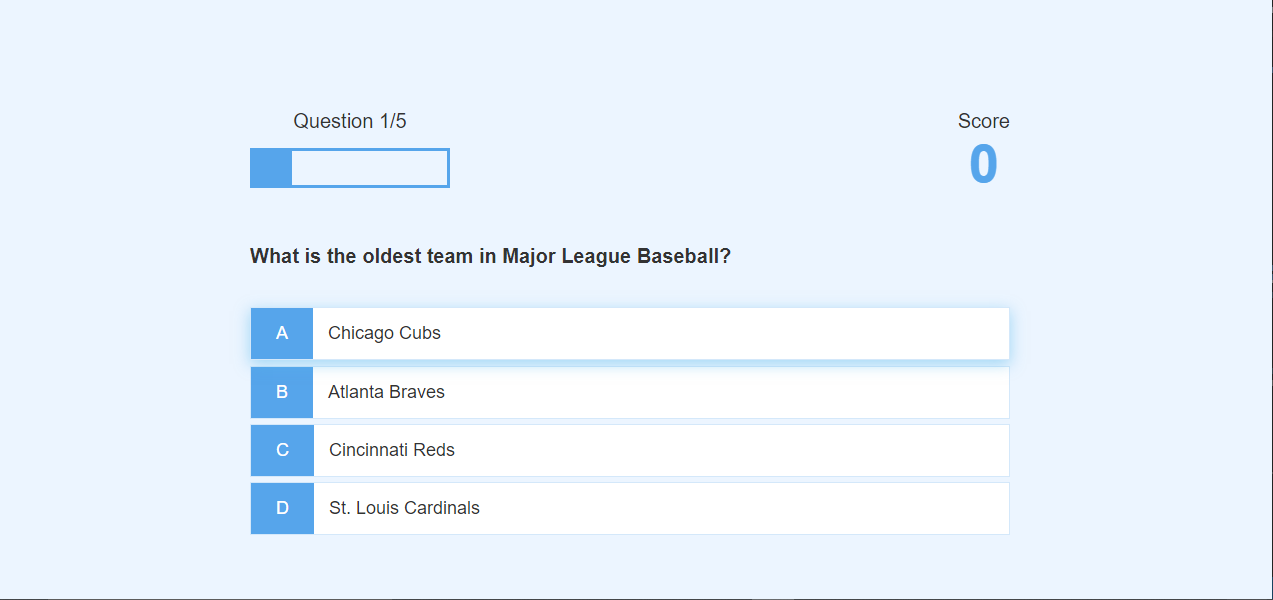 Question 1/5
Score
0
What is the oldest team in Major League Baseball?
A Chicago Cubs
B Atlanta Braves
C Cincinnati Reds
D St. Louis Cardinals